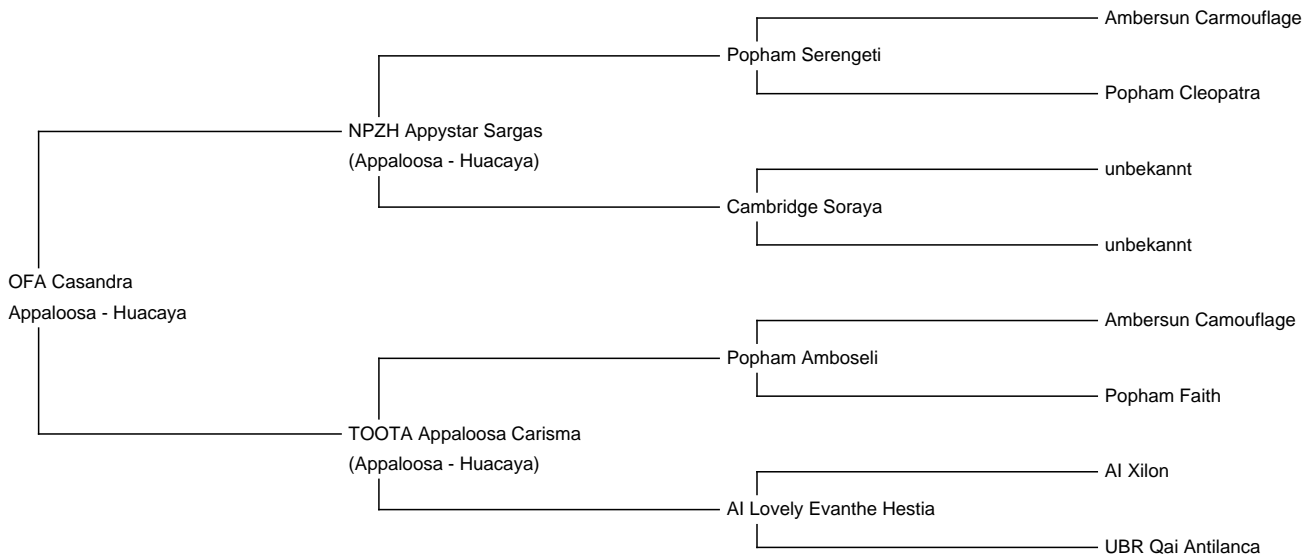 Ambersun Carmouflage
Popham Serengeti
Popham Cleopatra
NPZH Appystar Sargas
(Appaloosa - Huacaya)
unbekannt
Cambridge Soraya
unbekannt
OFA Casandra
Appaloosa - Huacaya
Ambersun Camouflage
Popham Amboseli
Popham Faith
TOOTA Appaloosa Carisma
(Appaloosa - Huacaya)
AI Xilon
AI Lovely Evanthe Hestia
UBR Qai Antilanca